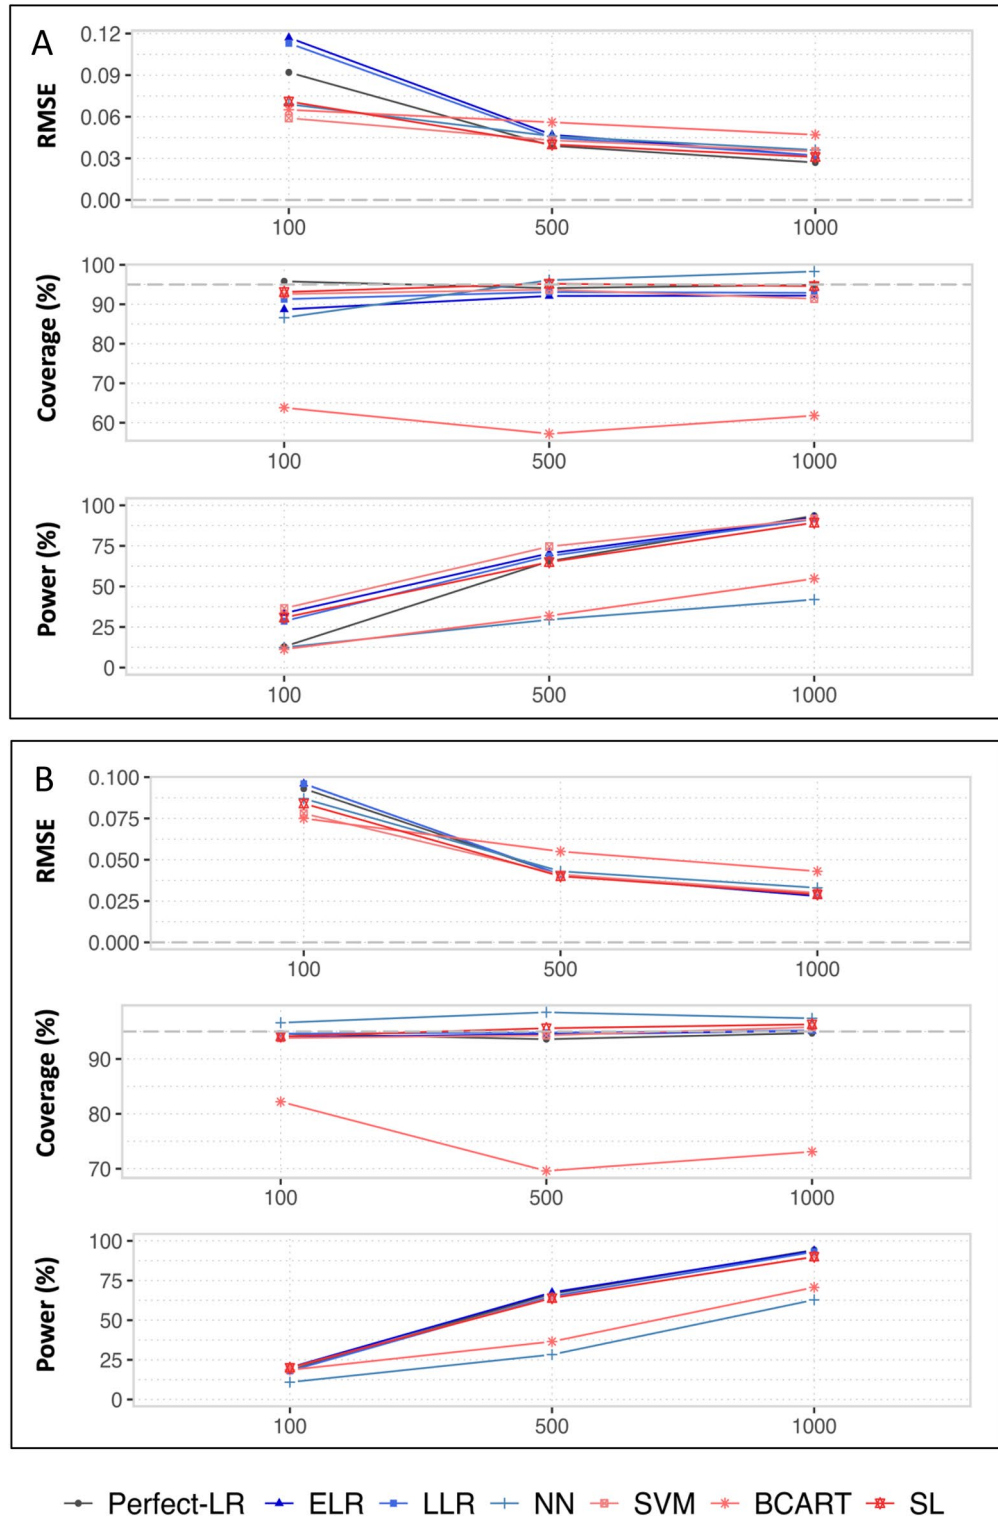 A
RMSE
0.12
0.09
0.06
0.03
0.00
100 500 1000
Coverage (%)
100
90
80
70
60
100 500 1000
Power (%)
100
75
50
25
0
100 500 1000
B
RMSE
0.100
0.075
0.050
0.025
0.000
100 500 1000
Coverage (%)
90
80
70
100 500 1000
Power (%)
100
75
50
25
0
100 500 1000
Perfect-LR ELR LLR NN SVM BCART SL